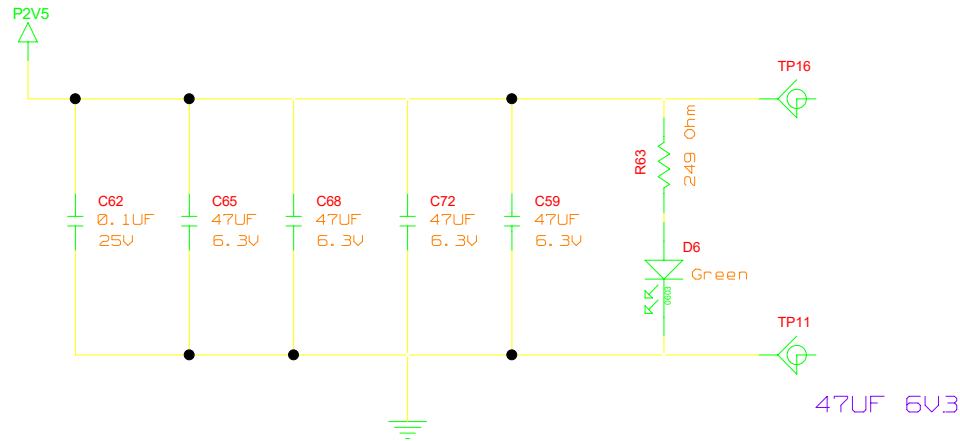 P2V5
TP16
R63
249 Ohm
C62
0.1UF
25V
C65
47UF
6.3V
C68
47UF
6.3V
C72
47UF
6.3V
C59
47UF
6.3V
D6
Green
0603
TP11
47UF 6V3